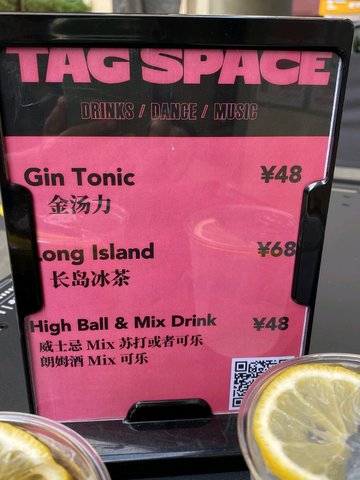 TAG SPACE
DRINKS / DANCE / MUSIC
Gin Tonic ¥48
金汤力
Long Island ¥68
长岛冰茶
High Ball & Mix Drink ¥48
威士忌 Mix 苏打或者可乐
朗姆酒 Mix 可乐